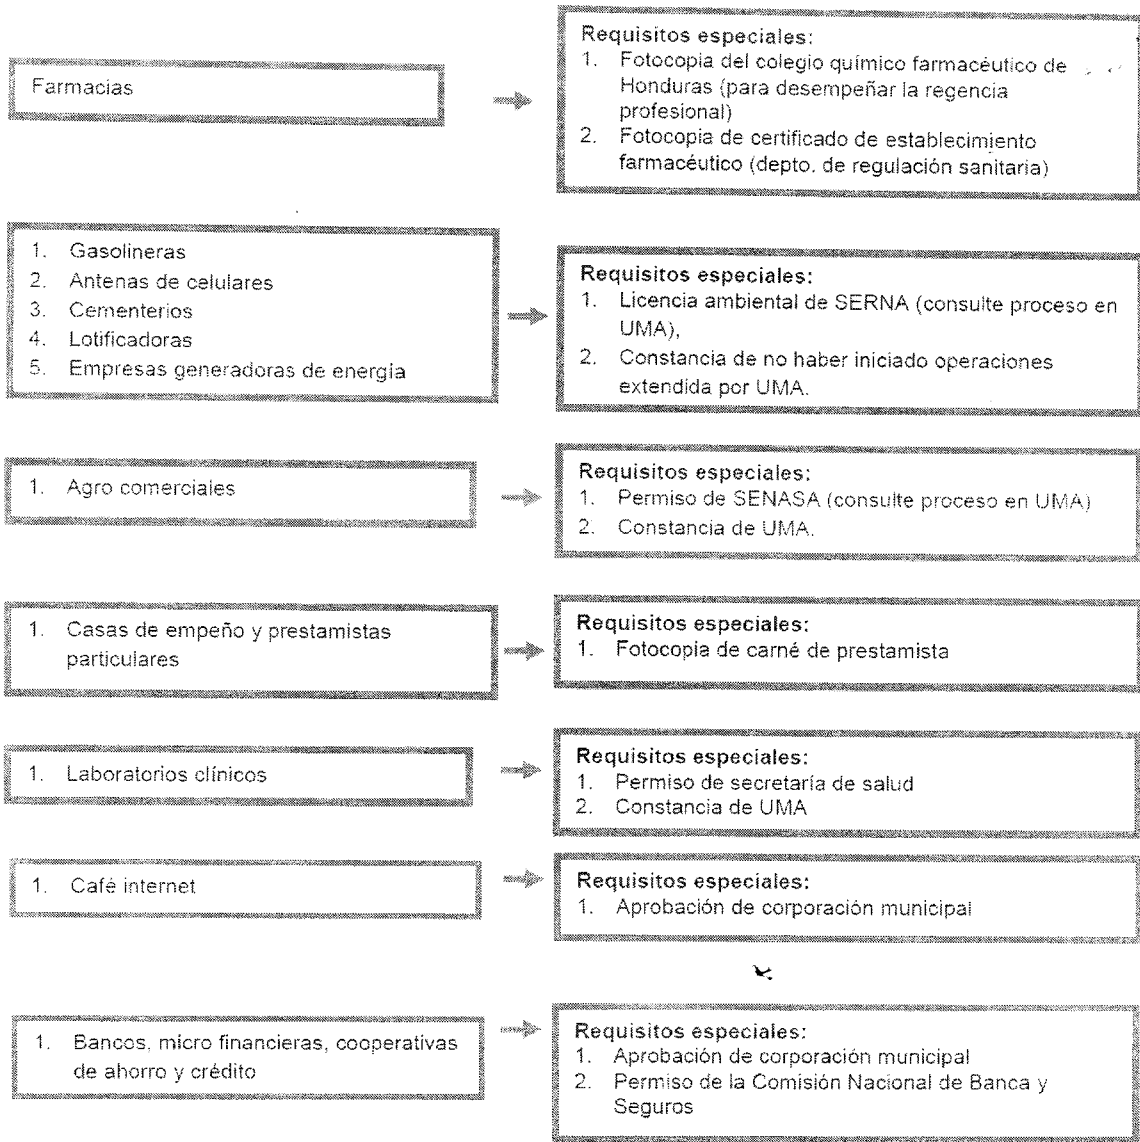 Farmacias
Requisitos especiales:
1. Fotocopia del colegio químico farmacéutico de
Honduras (para desempeñar la regencia
profesional)
2. Fotocopia de certificado de establecimiento
farmacéutico (depto. de regulación sanitaria)
1. Gasolineras
2. Antenas de celulares
3. Cementerios
4. Lotificadoras
5. Empresas generadoras de energía
Requisitos especiales:
1. Licencia ambiental de SERNA (consulte proceso en
UMA),
2. Constancia de no haber iniciado operaciones
extendida por UMA.
1. Agro comerciales
Requisitos especiales:
1. Permiso de SENASA (consulte proceso en UMA)
2. Constancia de UMA.
1. Casas de empeño y prestamistas
particulares
Requisitos especiales:
1. Fotocopia de carné de prestamista
1. Laboratorios clínicos
Requisitos especiales:
1. Permiso de secretaría de salud
2. Constancia de UMA
1. Café internet
Requisitos especiales:
1. Aprobación de corporación municipal
1. Bancos, micro financieras, cooperativas
de ahorro y crédito
Requisitos especiales:
1. Aprobación de corporación municipal
2. Permiso de la Comisión Nacional de Banca y
Seguros